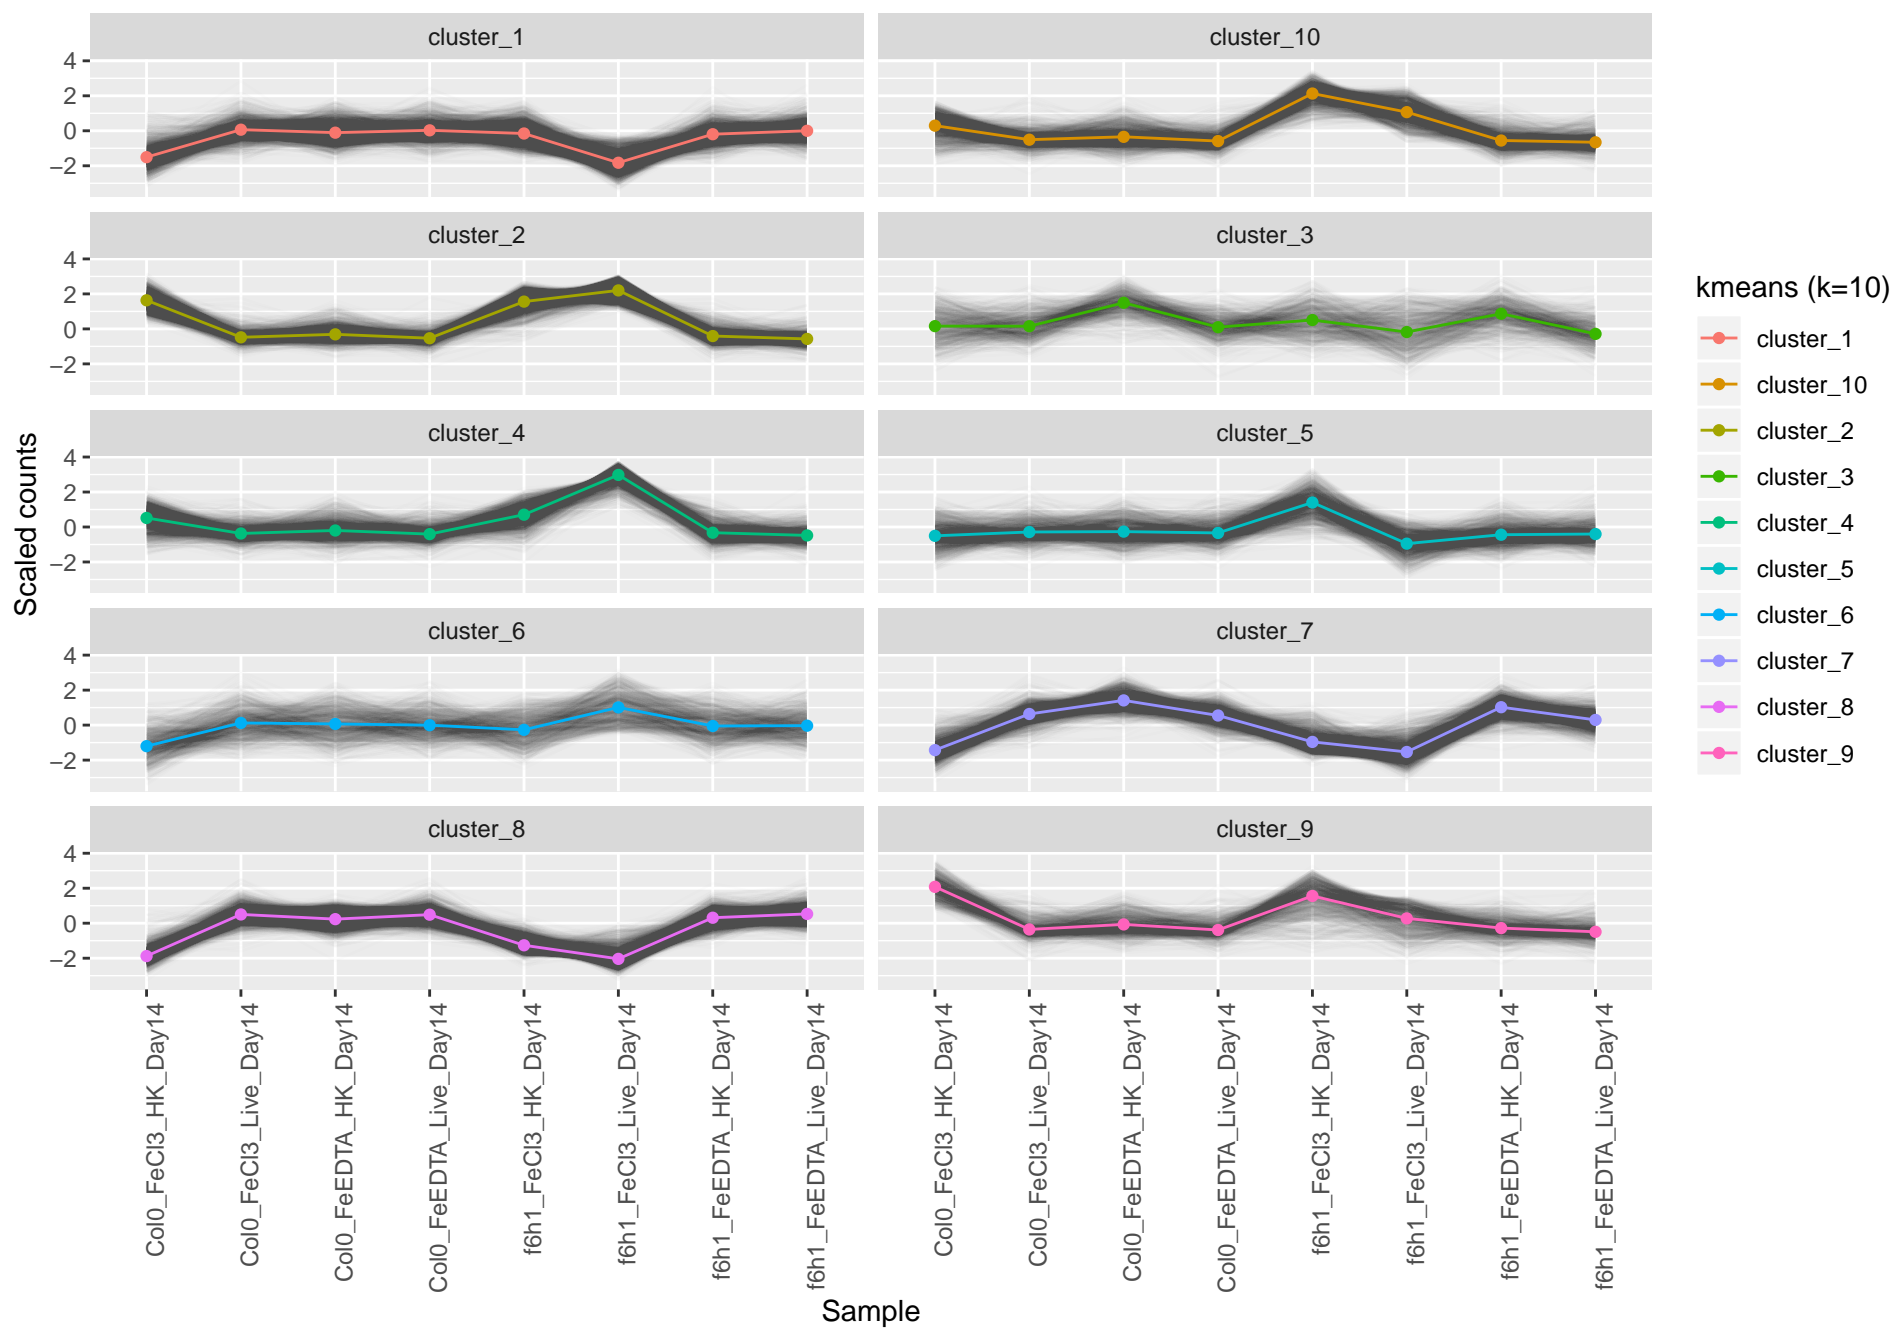 cluster_1
cluster_10
4
2
0
−2
cluster_2
cluster_3
4
2
0
−2
cluster_4
cluster_5
4
2
0
−2
cluster_6
cluster_7
4
2
0
−2
cluster_8
cluster_9
4
2
0
−2
Scaled counts
Col0_FeCl3_HK_Day14
Col0_FeCl3_Live_Day14
Col0_FeEDTA_HK_Day14
Col0_FeEDTA_Live_Day14
f6h1_FeCl3_HK_Day14
f6h1_FeCl3_Live_Day14
f6h1_FeEDTA_HK_Day14
f6h1_FeEDTA_Live_Day14
Col0_FeCl3_HK_Day14
Col0_FeCl3_Live_Day14
Col0_FeEDTA_HK_Day14
Col0_FeEDTA_Live_Day14
f6h1_FeCl3_HK_Day14
f6h1_FeCl3_Live_Day14
f6h1_FeEDTA_HK_Day14
f6h1_FeEDTA_Live_Day14
Sample
kmeans (k=10)
cluster_1
cluster_10
cluster_2
cluster_3
cluster_4
cluster_5
cluster_6
cluster_7
cluster_8
cluster_9